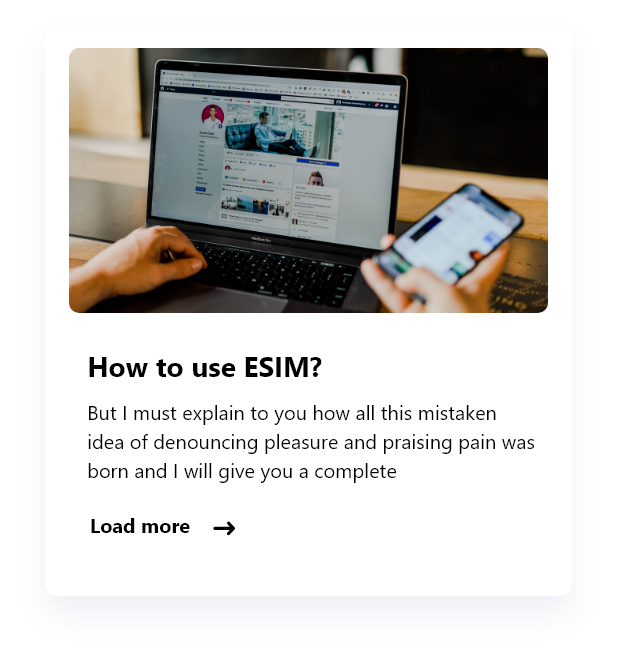 How to use ESIM?
But I must explain to you how all this mistaken
idea of denouncing pleasure and praising pain was
born and I will give you a complete
Load more